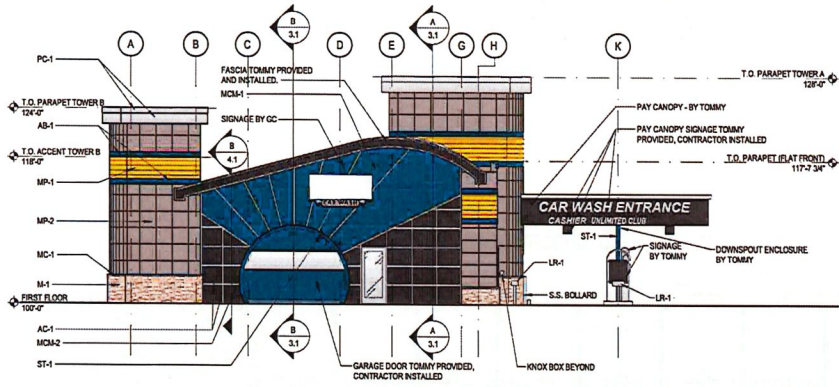 B
3.1
A
3.1
A
B
C
D
E
G
H
K
PC-1
FASCIA TOMMY PROVIDED
AND INSTALLED.
MCM-1
SIGNAGE BY GC
T.O. PARAPET TOWER A
128'-0"
T.O. PARAPET TOWER B
124'-0"
AB-1
T.O. ACCENT TOWER B
118'-0"
B
4.1
PAY CANOPY - BY TOMMY
PAY CANOPY SIGNAGE TOMMY
PROVIDED, CONTRACTOR INSTALLED
T.O. PARAPET (FLAT FRONT)
117'-7 3/4"
MP-1
MP-2
CAR WASH
CAR WASH ENTRANCE
CASHIER UNLIMITED CLUB
ST-1
SIGNAGE
BY TOMMY
DOWNSPOUT ENCLOSURE
BY TOMMY
MC-1
M-1
LR-1
FIRST FLOOR
100'-0"
S.S. BOLLARD
LR-1
AC-1
MCM-2
ST-1
B
3.1
A
3.1
GARAGE DOOR TOMMY PROVIDED,
CONTRACTOR INSTALLED
KNOX BOX BEYOND